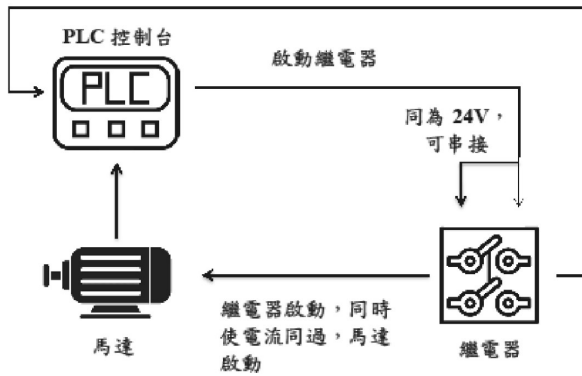 PLC 控制台
PLC
啟動繼電器
同為 24V，
可串接
繼電器啟動，同時
使電流同過，馬達
啟動
馬達
繼電器